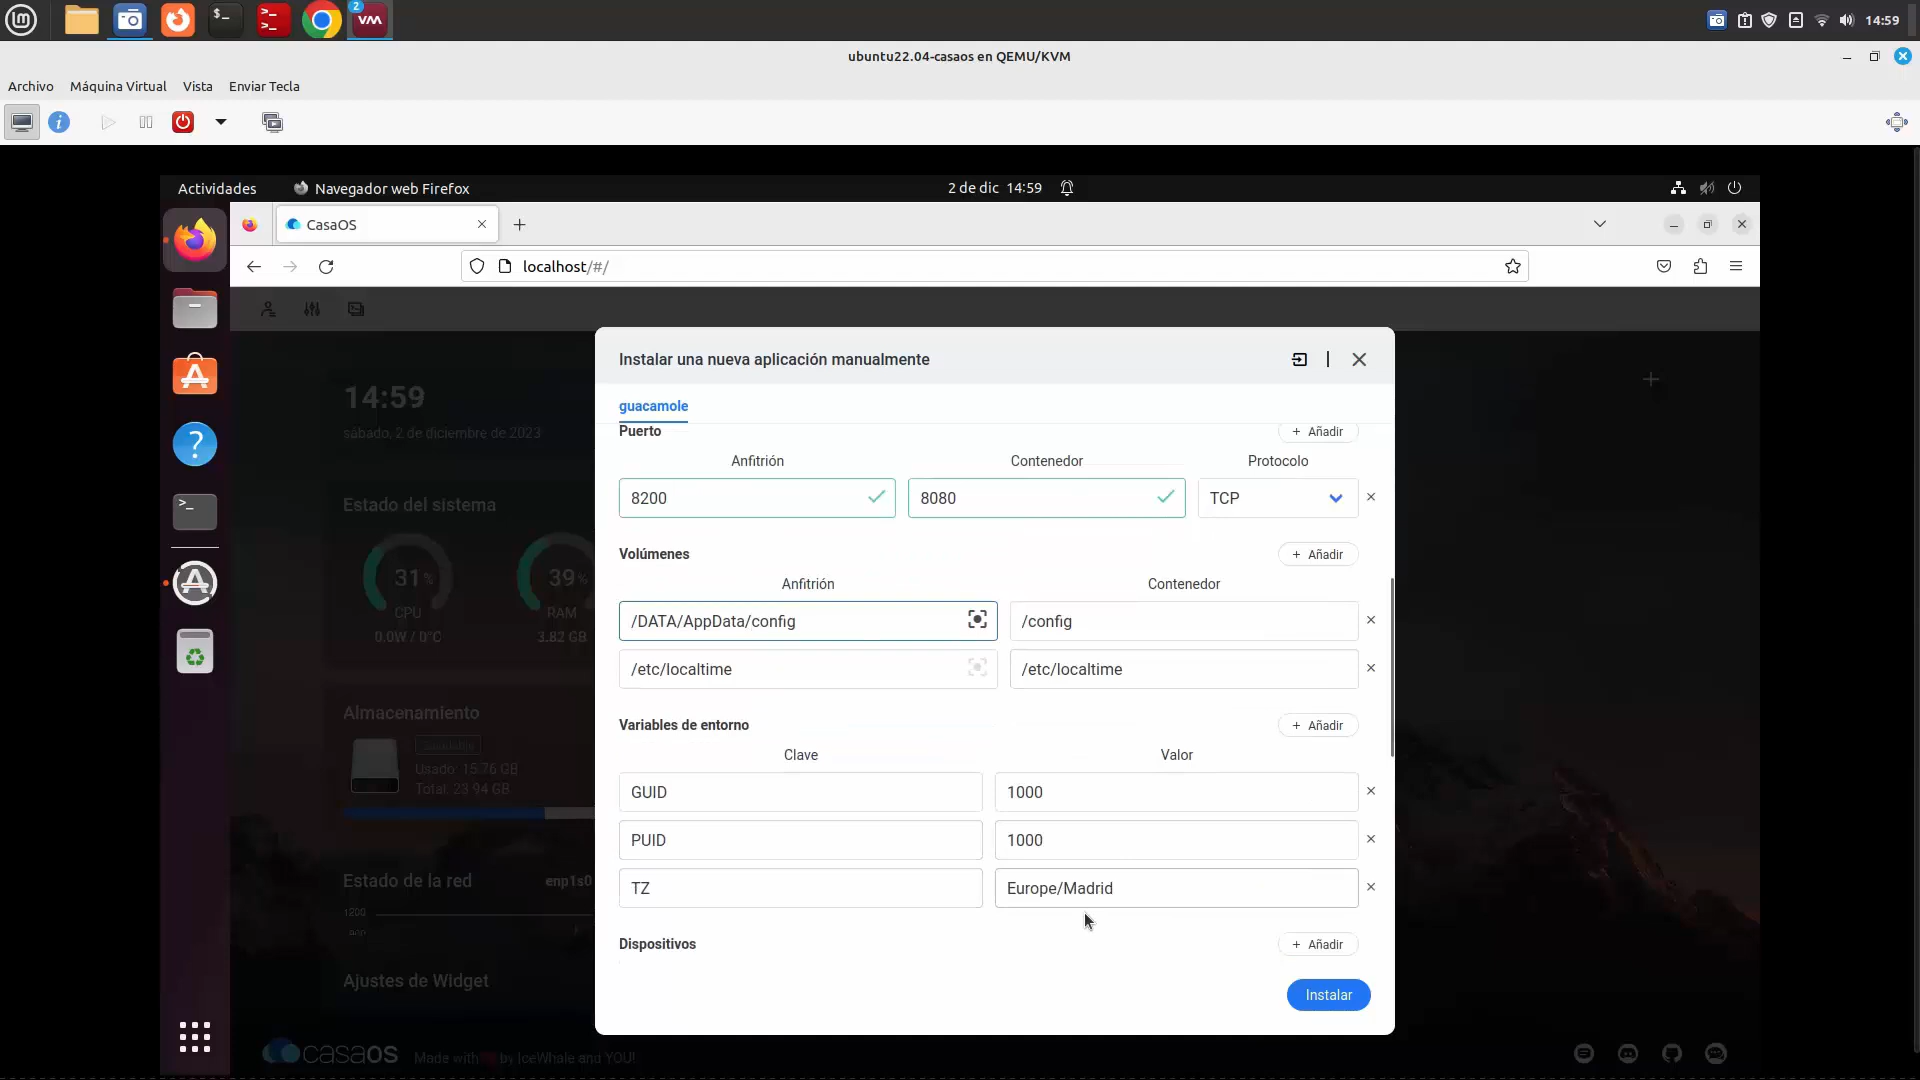 2
VM
14:59
ubuntu22.04-casaos en QEMU/KVM
Archivo Máquina Virtual Vista Enviar Tecla
Actividades Navegador web Firefox 2 de dic 14:59
CasaOS
localhost/#/
14:59
sábado, 2 de diciembre de 2023
Estado del sistema
31% 39%
CPU RAM
0.0W / 0°C 3.82 GB
Almacenamiento
Usado: 15.76 GB
Total: 23.94 GB
Estado de la red enp1s0
1200
Ajustes de Widget
casaos Made with by IceWhale and YOU!
Instalar una nueva aplicación manualmente
guacamole
Puerto + Añadir
Anfitrión Contenedor Protocolo
8200 8080 TCP
Volúmenes + Añadir
Anfitrión Contenedor
/DATA/AppData/config /config
/etc/localtime /etc/localtime
Variables de entorno + Añadir
Clave Valor
GUID 1000
PUID 1000
TZ Europe/Madrid
Dispositivos + Añadir
Instalar